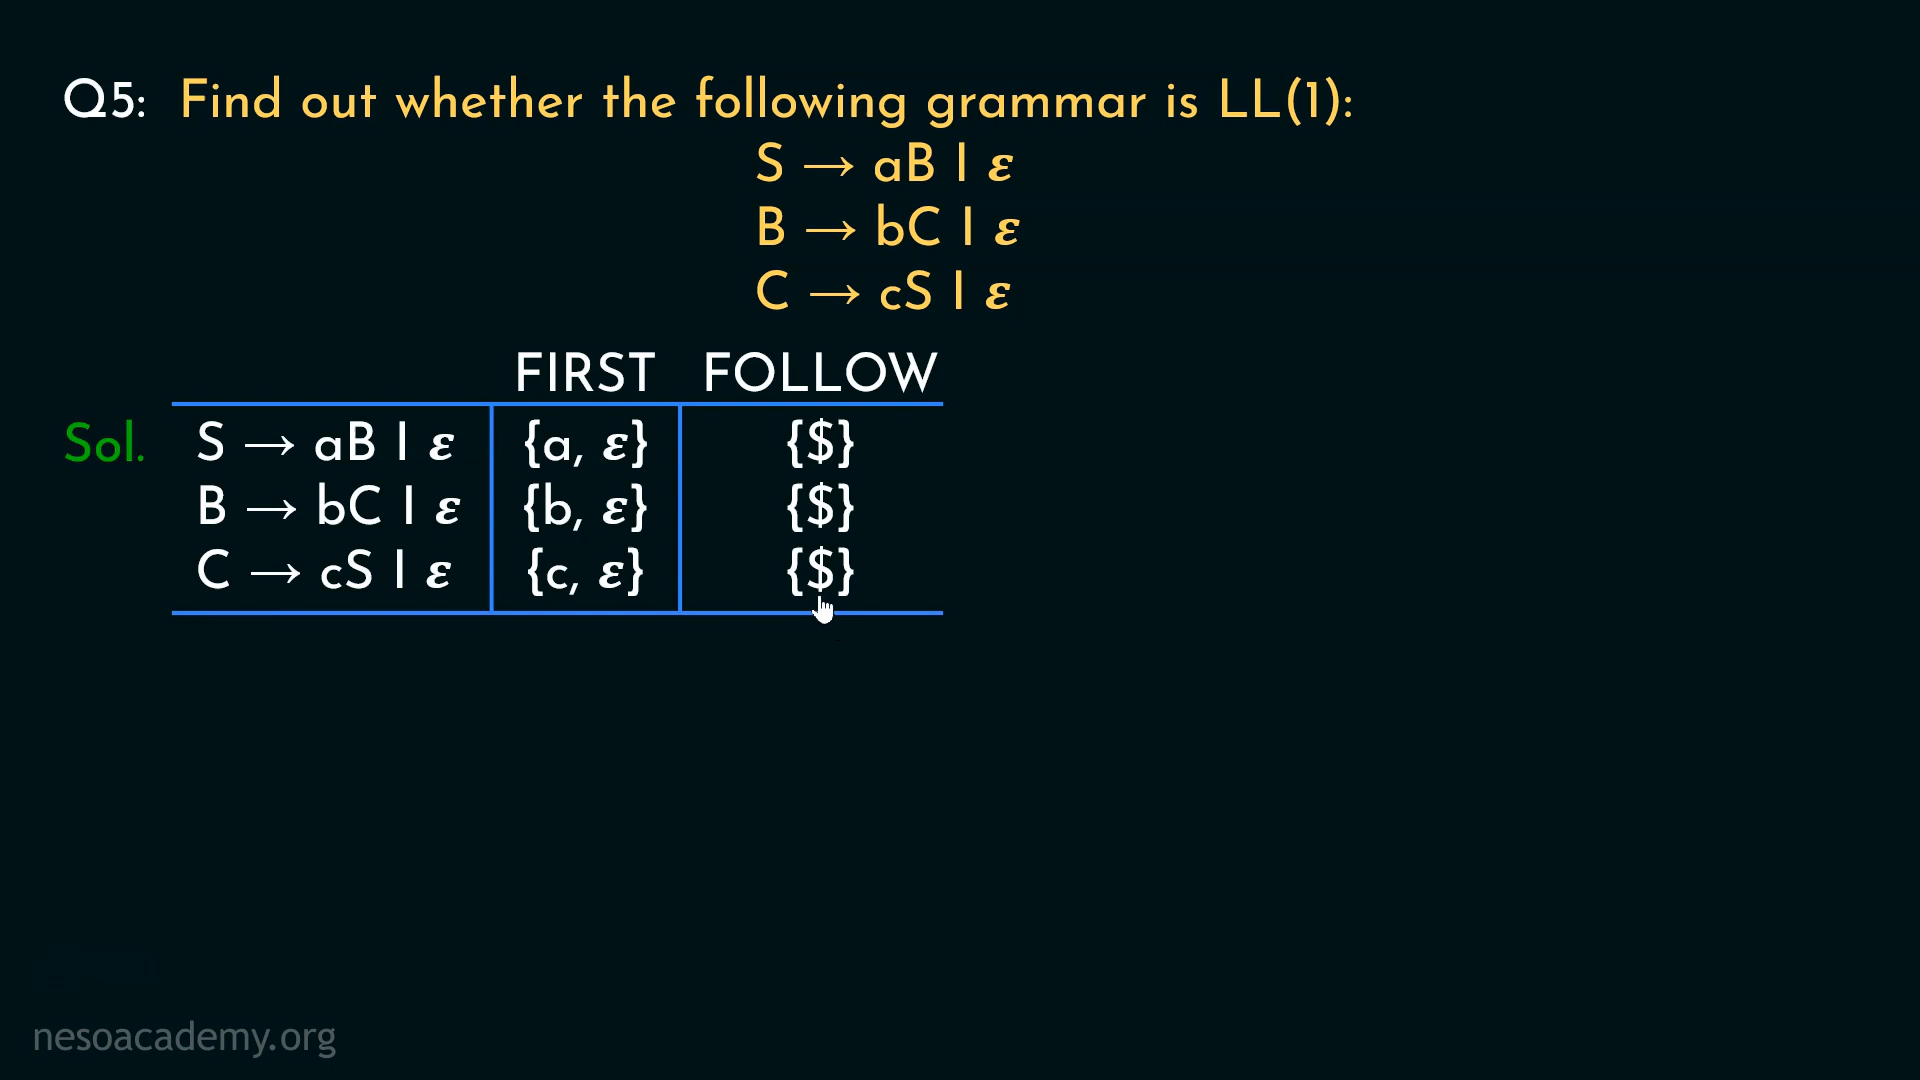 Q5: Find out whether the following grammar is LL(1):
S → aB | ε
B → bC | ε
C → cS | ε
FIRST FOLLOW
Sol. S → aB | ε {a, ε} {$}
B → bC | ε {b, ε} {$}
C → cS | ε {c, ε} {$}
nesoacademy.org